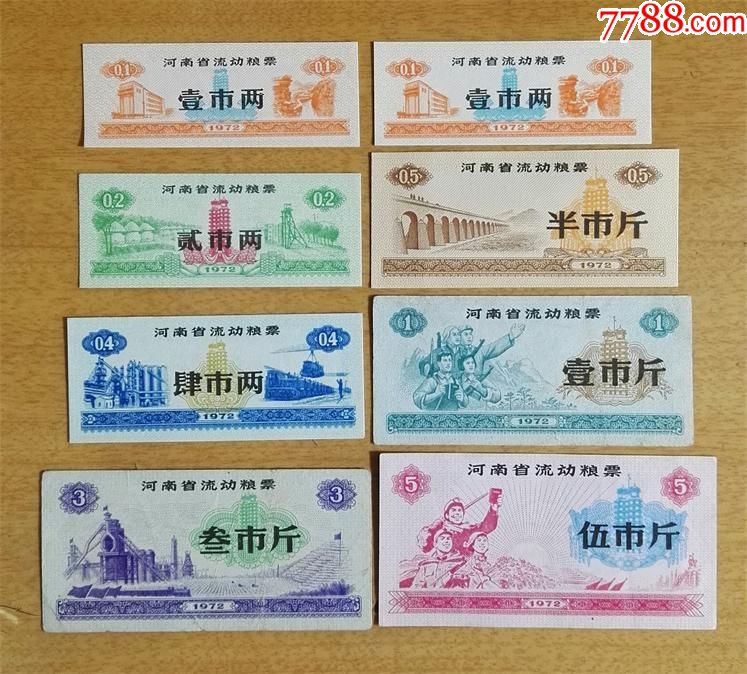 7788.com
河南省流动粮票
0.1 0.1
壹市两
1972
河南省流动粮票
0.1 0.1
壹市两
1972
河南省流动粮票
0.2 0.2
贰市两
1972
河南省流动粮票
0.5 0.5
半市斤
1972
河南省流动粮票
0.4 0.4
肆市两
1972
河南省流动粮票
1 1
壹市斤
1972
河南省流动粮票
3 3
叁市斤
1972
河南省流动粮票
5 5
伍市斤
1972